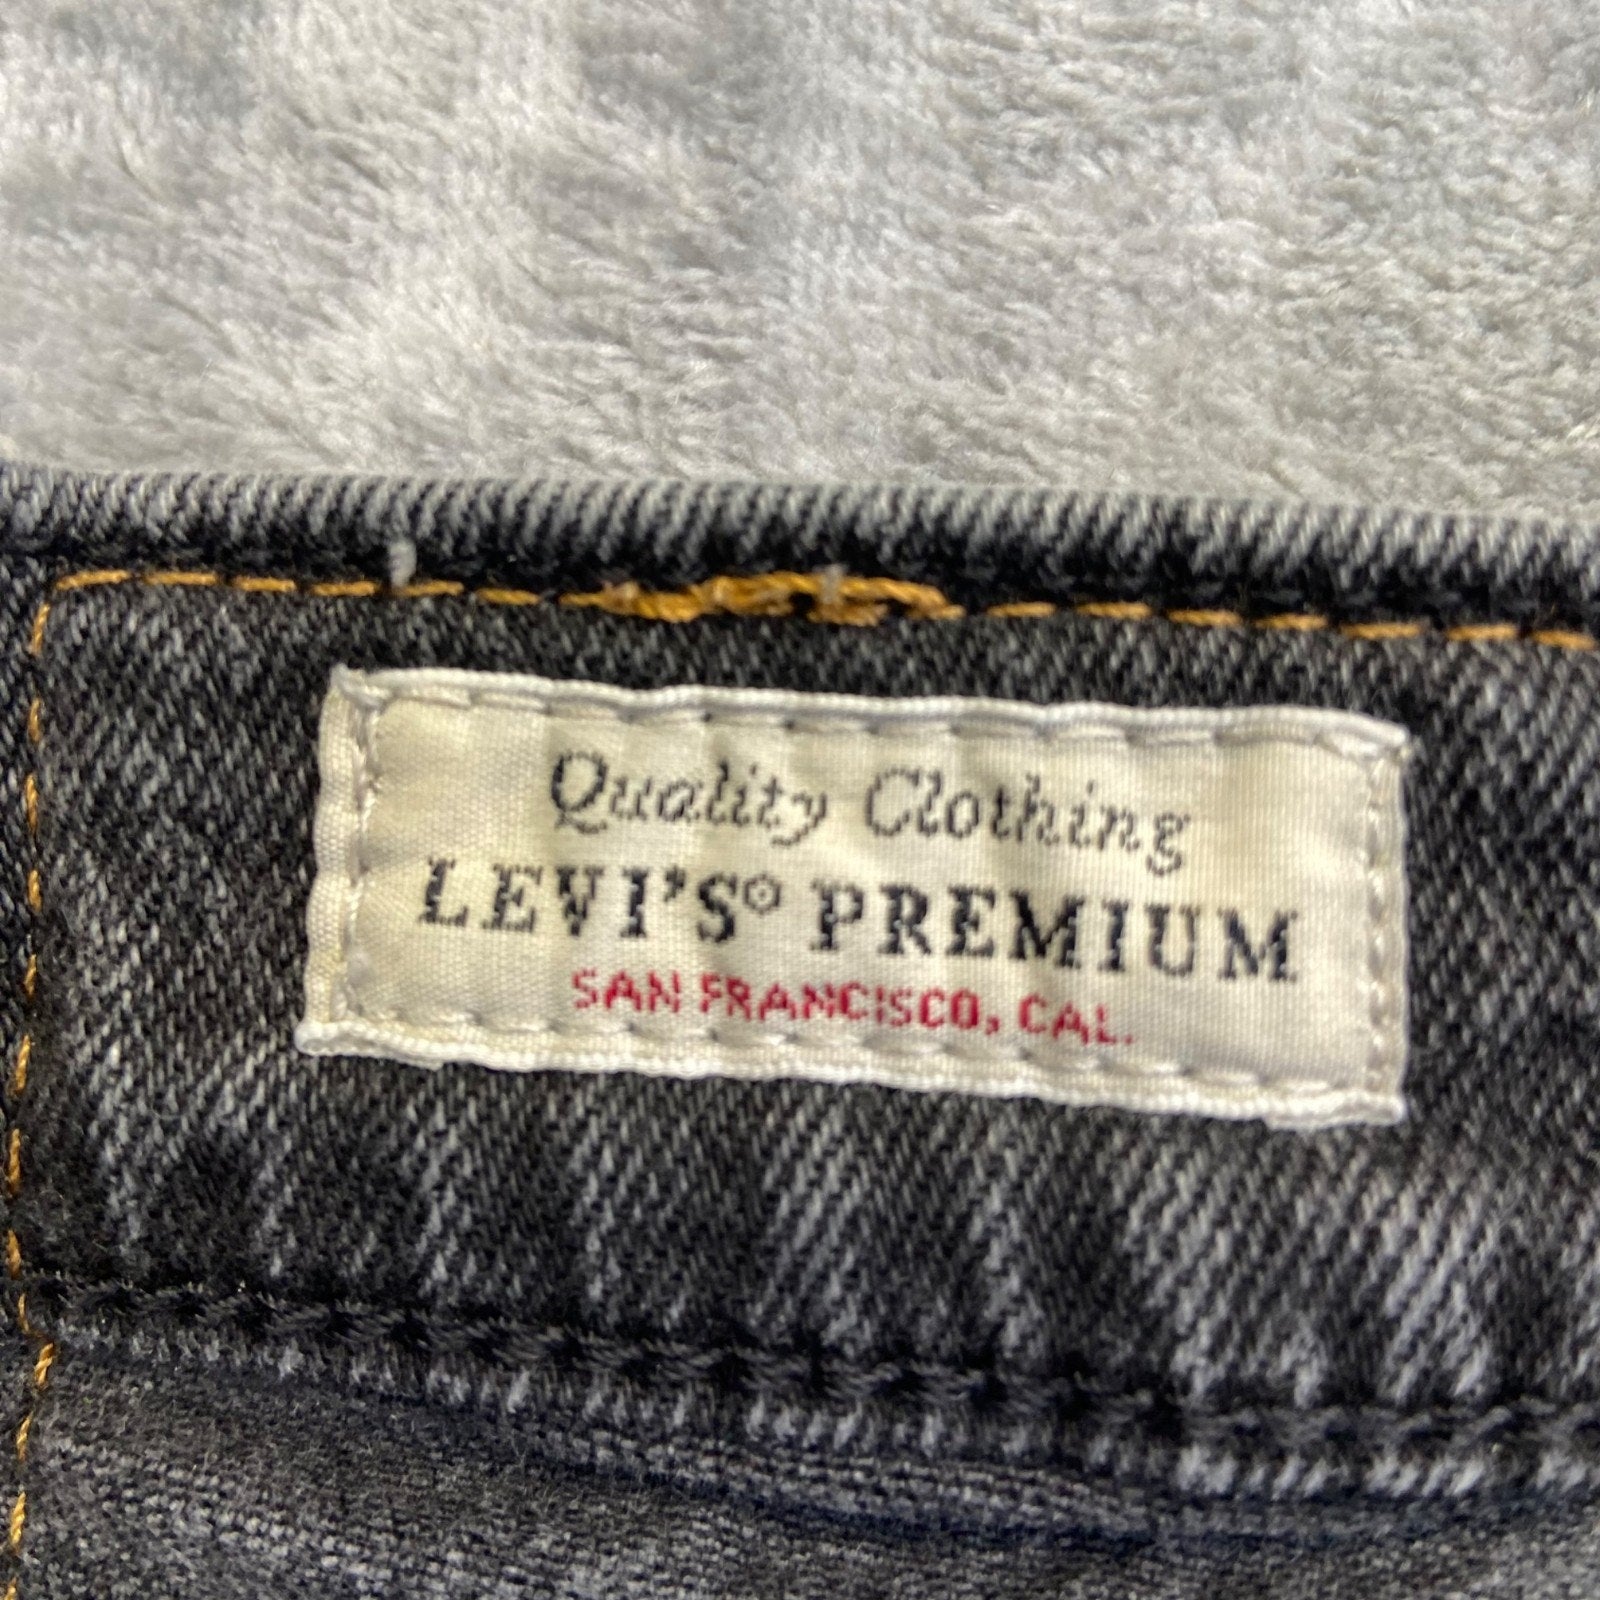 Quality Clothing
LEVI'S® PREMIUM
SAN FRANCISCO, CAL.